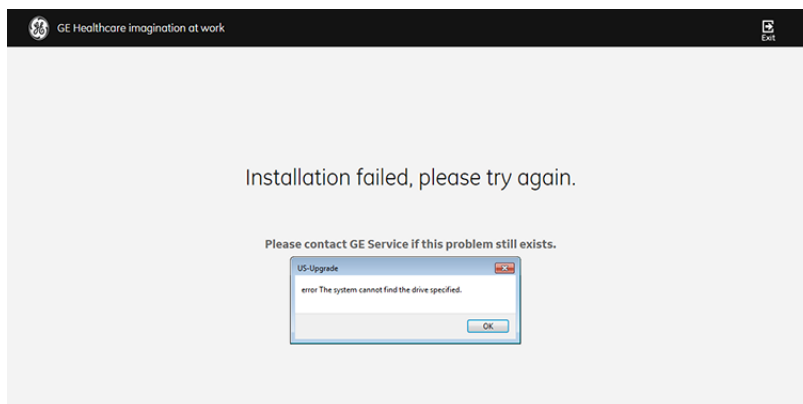 GE Healthcare imagination at work
Exit
Installation failed, please try again.
Please contact GE Service if this problem still exists.
US-Upgrade
error The system cannot find the drive specified.
OK